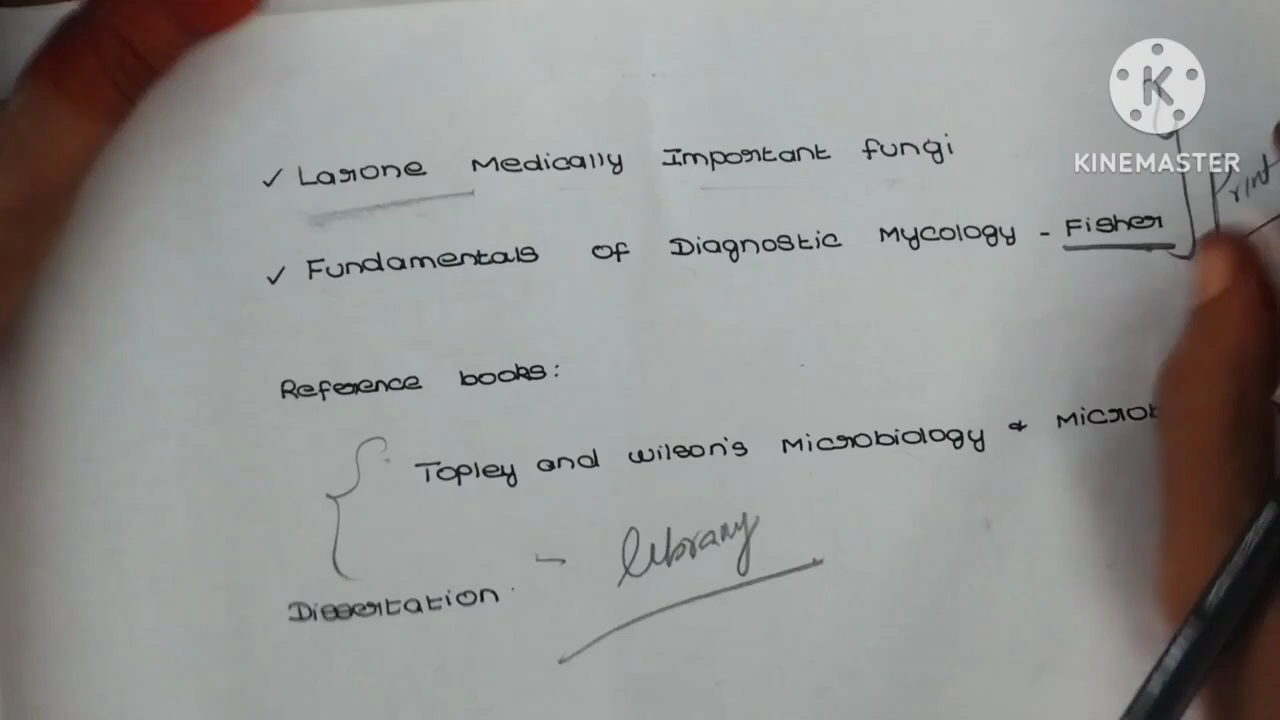 KINEMASTER
✓ Larone Medically Important fungi
Print
✓ Fundamentals of Diagnostic Mycology - Fisher
Reference books:
Topley and Wilson's Microbiology &
library
Dissertation -